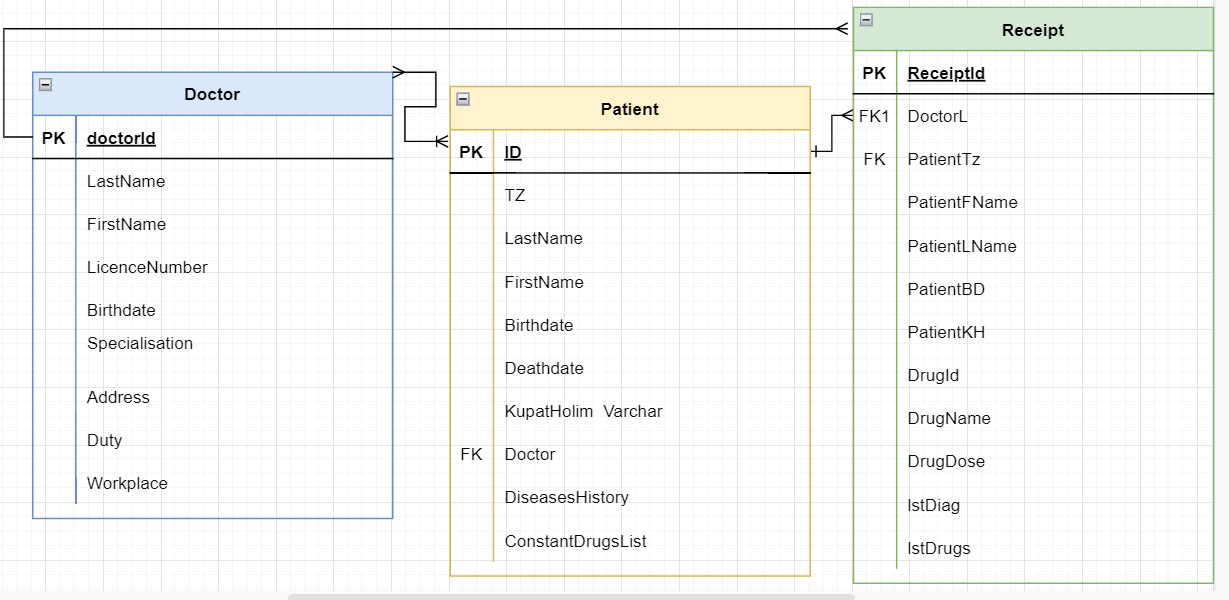 Doctor
PK doctorId
LastName
FirstName
LicenceNumber
Birthdate
Specialisation
Address
Duty
Workplace
Patient
PK ID
TZ
LastName
FirstName
Birthdate
Deathdate
KupatHolim Varchar
FK Doctor
DiseasesHistory
ConstantDrugsList
Receipt
PK ReceiptId
FK1 DoctorL
FK PatientTz
PatientFName
PatientLName
PatientBD
PatientKH
DrugId
DrugName
DrugDose
lstDiag
lstDrugs